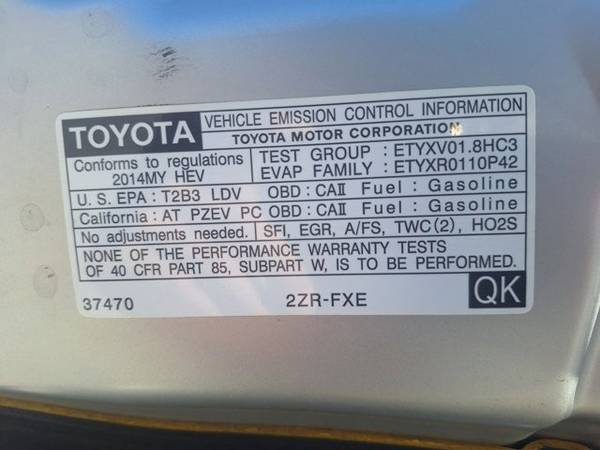 TOYOTA
VEHICLE EMISSION CONTROL INFORMATION
TOYOTA MOTOR CORPORATION
Conforms to regulations
2014MY HEV
TEST GROUP : ETYXV01.8HC3
EVAP FAMILY : ETYXR0110P42
U.S. EPA : T2B3 LDV OBD: CAII Fuel : Gasoline
California : AT PZEV PC OBD: CAII Fuel : Gasoline
No adjustments needed. SFI, EGR, A/FS, TWC(2), HO2S
NONE OF THE PERFORMANCE WARRANTY TESTS
OF 40 CFR PART 85, SUBPART W, IS TO BE PERFORMED.
37470 2ZR-FXE QK